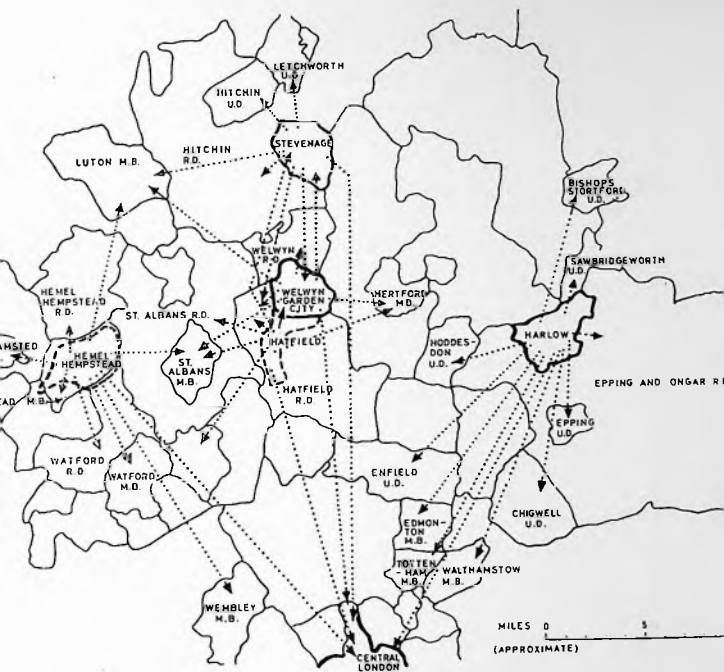 LETCHWORTH
U.D.
HITCHIN
U.D.
STEVENAGE
HITCHIN
R.D.
LUTON M.B.
BISHOPS
STORTFORD
U.D.
WELWYN
R.D.
SAWBRIDGEWORTH
U.D.
HEMEL
HEMPSTEAD
R.D.
WELWYN
GARDEN
CITY
HERTFORD
M.D.
ST. ALBANS R.D.
HARLOW
AMSTED
HEMEL
HEMPSTEAD
HATFIELD
HODDES-
DON
U.D.
ST.
ALBANS
M.B.
EAD M.B.
HATFIELD
R.D.
EPPING AND ONGAR R
EPPING
U.D.
WATFORD
R.D.
WATFORD
M.D.
ENFIELD
U.D.
CHIGWELL
U.D.
EDMON-
TON
M.B.
TOTTEN
-HAM
M.B.
WALTHAMSTOW
M.B.
WEMBLEY
M.B.
CENTRAL
LONDON
MILES 0 5
(APPROXIMATE)